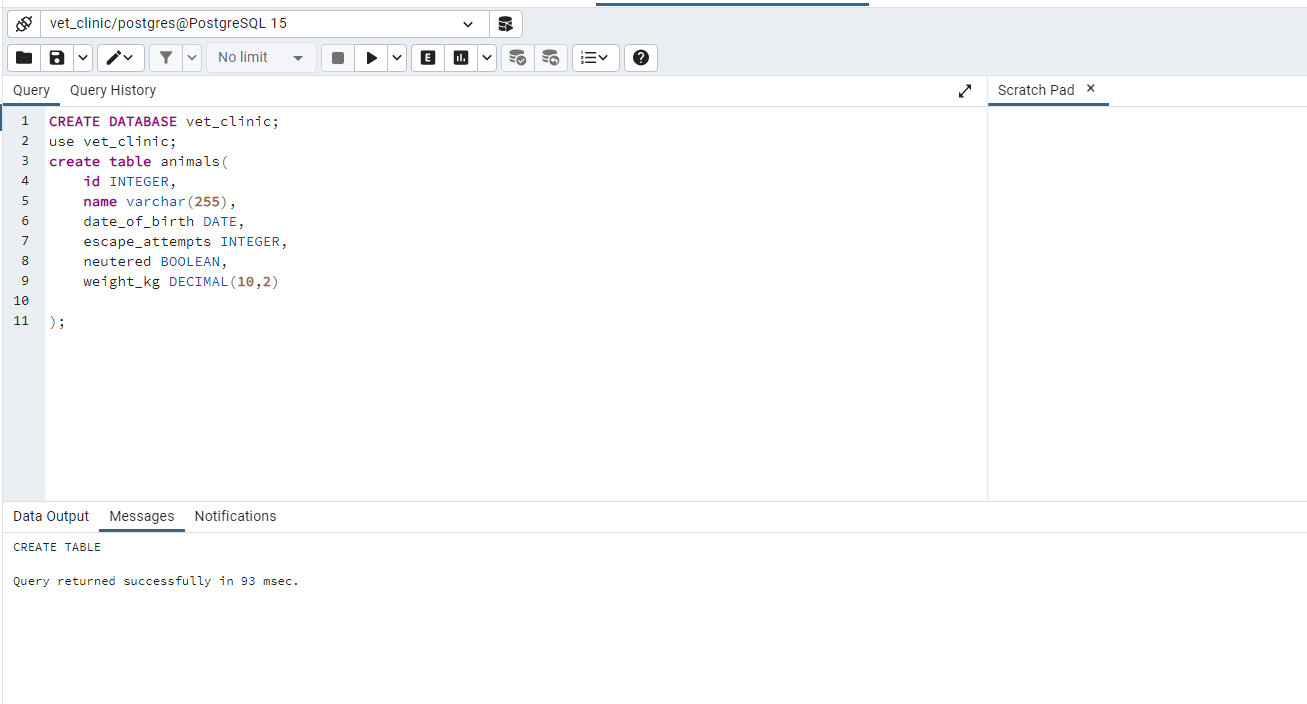 vet_clinic/postgres@PostgreSQL 15
No limit
E
?
Query Query History
Scratch Pad ×
1 CREATE DATABASE vet_clinic;
2 use vet_clinic;
3 create table animals(
4 id INTEGER,
5 name varchar(255),
6 date_of_birth DATE,
7 escape_attempts INTEGER,
8 neutered BOOLEAN,
9 weight_kg DECIMAL(10,2)
10
11 );
Data Output Messages Notifications
CREATE TABLE
Query returned successfully in 93 msec.